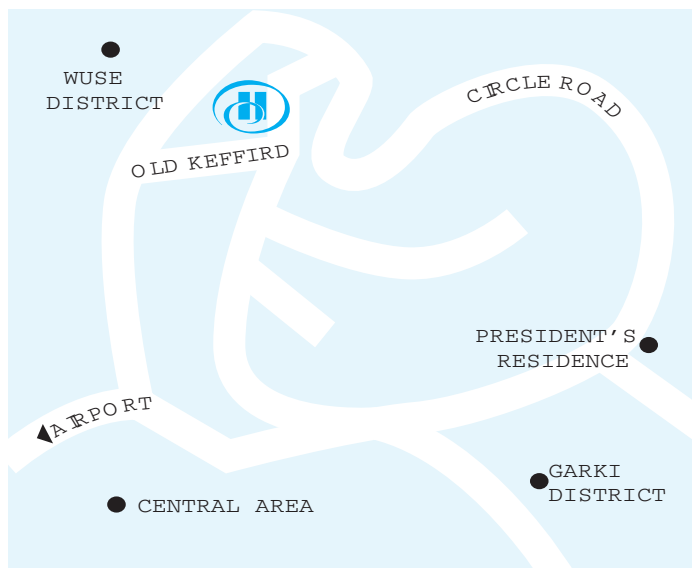 WUSE
DISTRICT
CIRCLE ROAD
OLD KEFFIRD
PRESIDENT'S
RESIDENCE
AIRPORT
GARKI
DISTRICT
CENTRAL AREA